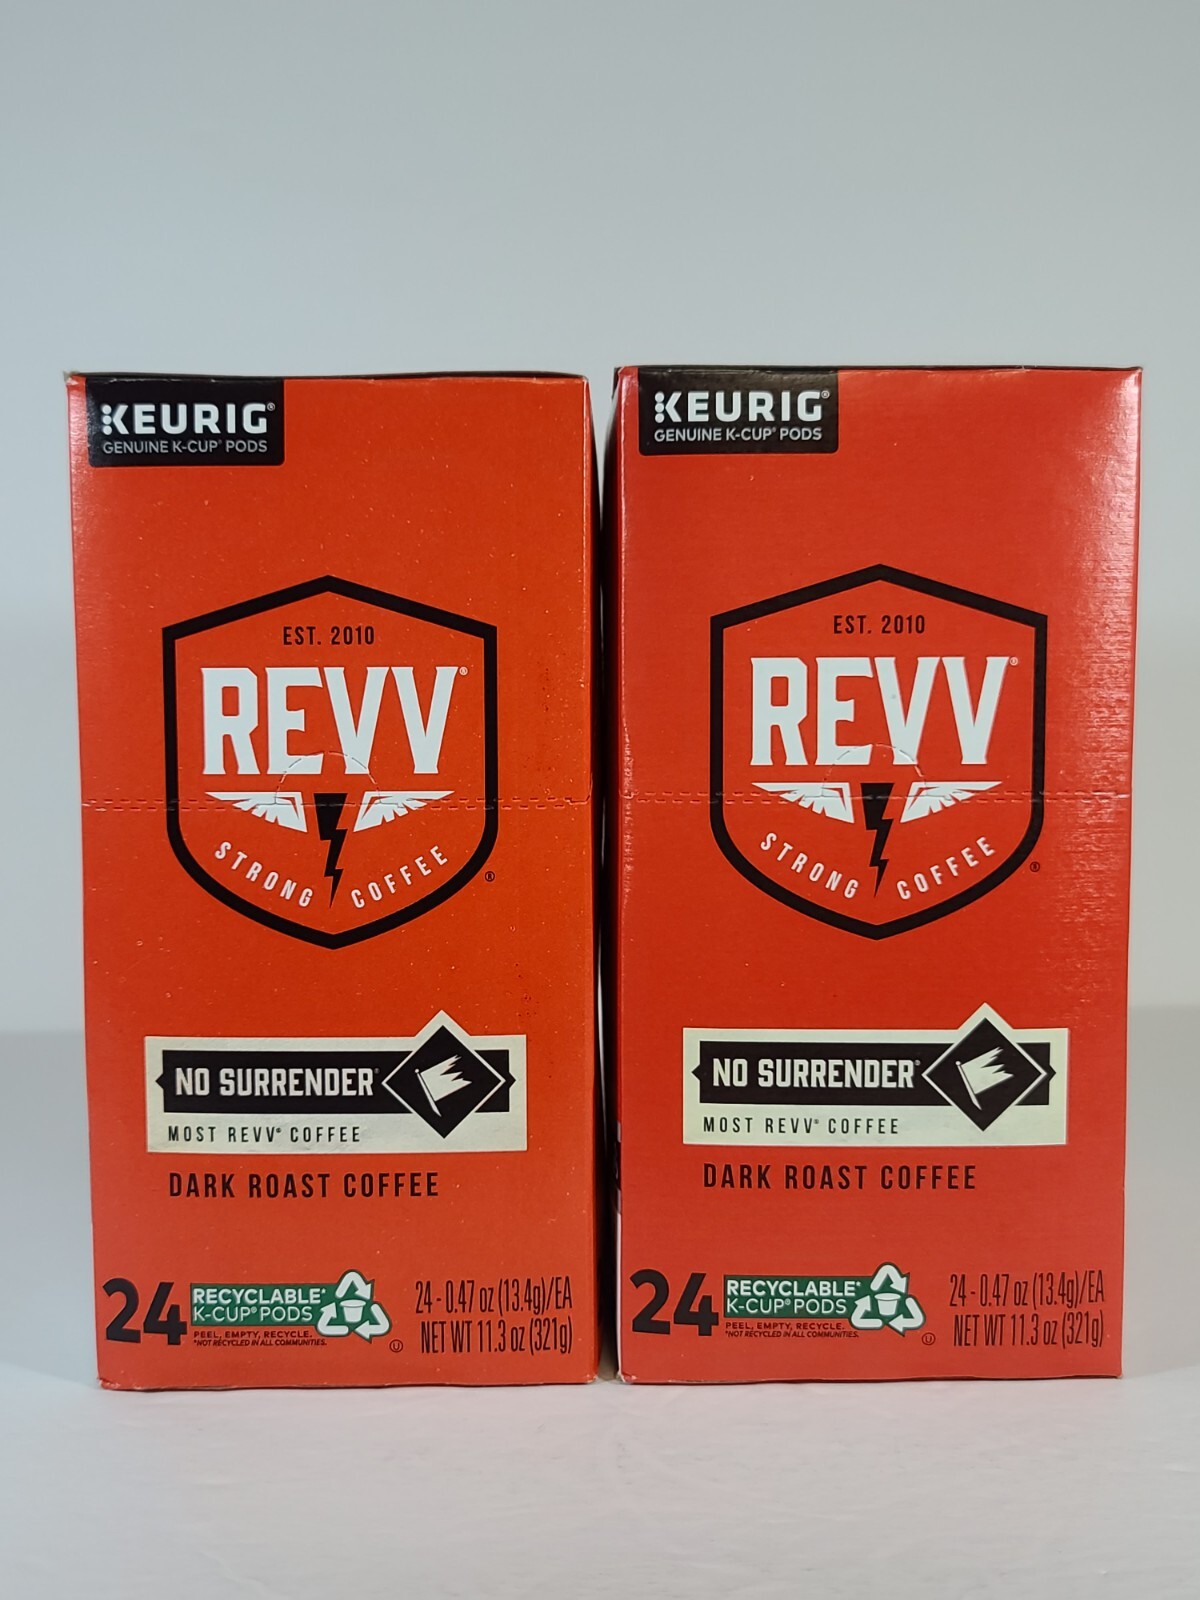 KEURIG®
GENUINE K-CUP® PODS
EST. 2010
REVV®
STRONG COFFEE
®
NO SURRENDER®
MOST REVV® COFFEE
DARK ROAST COFFEE
24
RECYCLABLE*
K-CUP® PODS
PEEL, EMPTY, RECYCLE.
*NOT RECYCLED IN ALL COMMUNITIES.
U
24 - 0.47 oz (13.4g)/EA
NET WT 11.3 oz (321g)
KEURIG®
GENUINE K-CUP® PODS
EST. 2010
REVV®
STRONG COFFEE
®
NO SURRENDER®
MOST REVV® COFFEE
DARK ROAST COFFEE
24
RECYCLABLE*
K-CUP® PODS
PEEL, EMPTY, RECYCLE.
*NOT RECYCLED IN ALL COMMUNITIES.
U
24 - 0.47 oz (13.4g)/EA
NET WT 11.3 oz (321g)